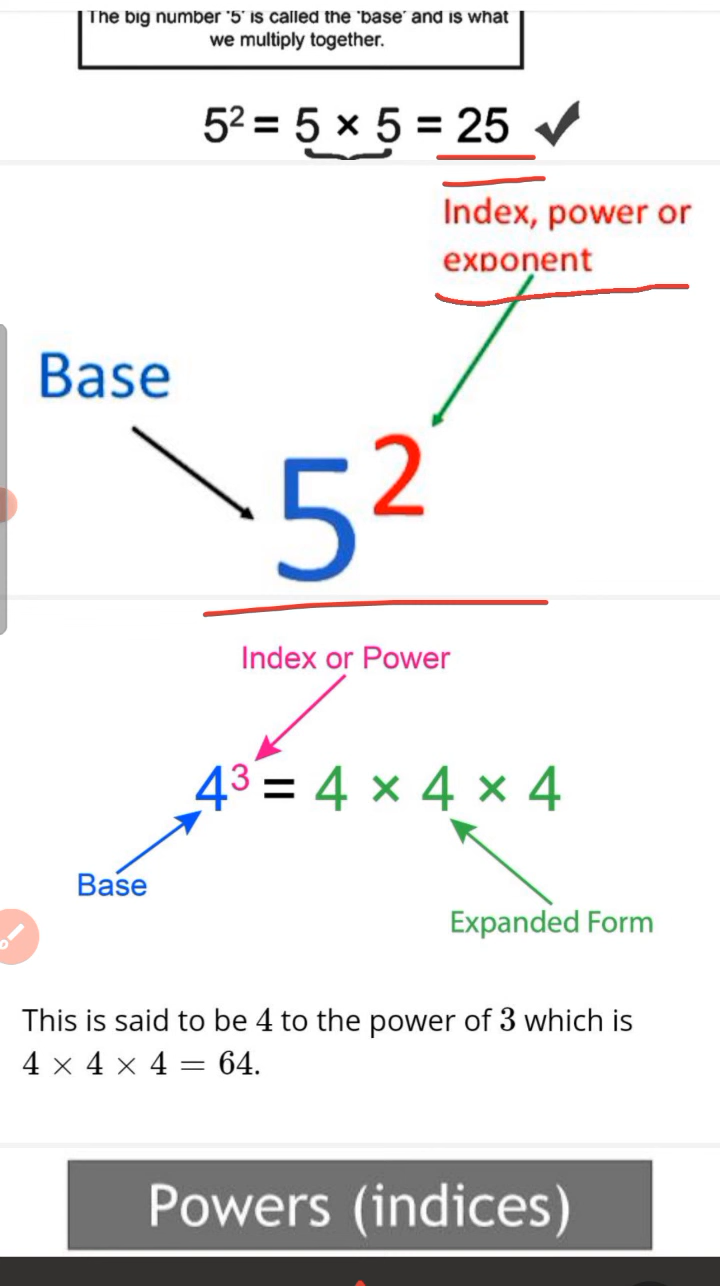 The big number '5' is called the 'base' and is what
we multiply together.
5² = 5 × 5 = 25 ✔
Index, power or
exponent
Base
5²
Index or Power
4³ = 4 × 4 × 4
Base
Expanded Form
This is said to be 4 to the power of 3 which is
4 × 4 × 4 = 64.
Powers (indices)